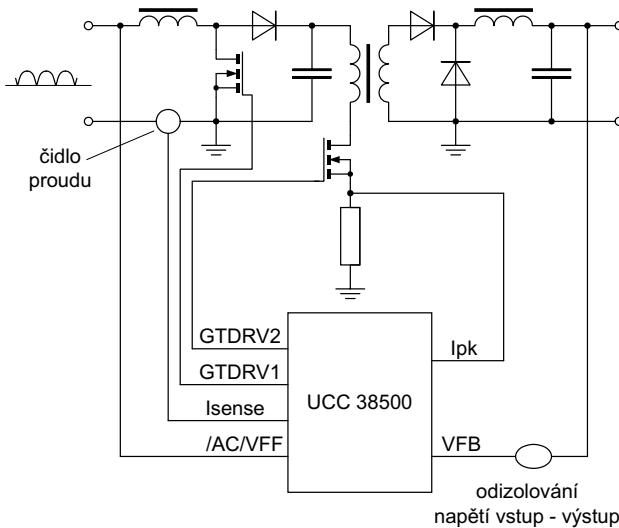 čidlo
proudu
GTDRV2
Ipk
GTDRV1
UCC 38500
Isense
/AC/VFF
VFB
odizolování
napětí vstup - výstup